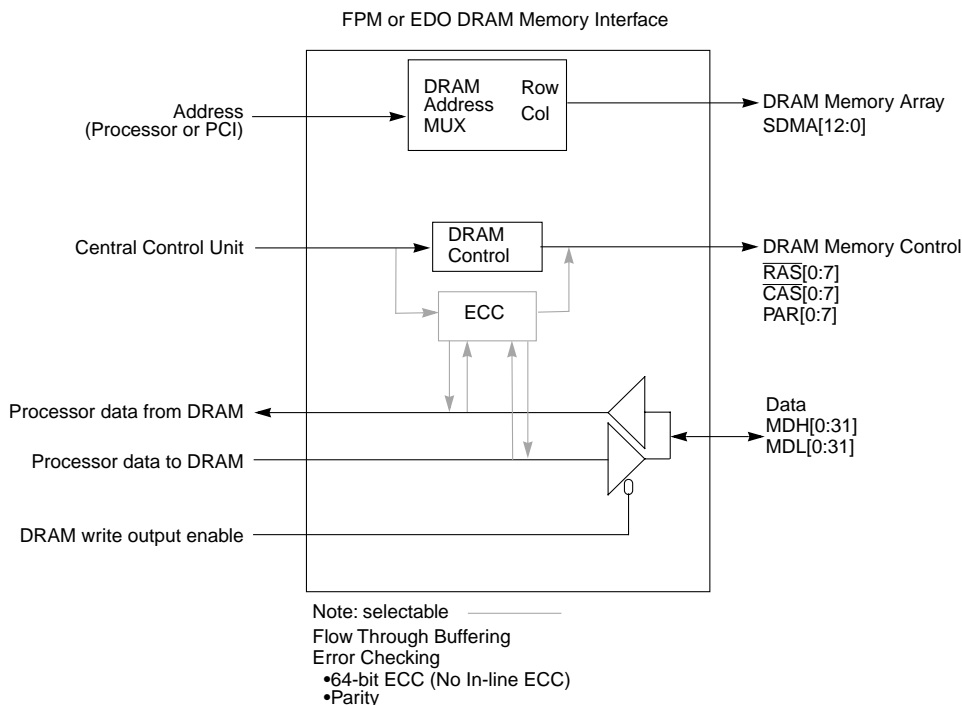 FPM or EDO DRAM Memory Interface
DRAM Row
Address Col
MUX
Address
(Processor or PCI)
DRAM Memory Array
SDMA[12:0]
Central Control Unit
DRAM
Control
DRAM Memory Control
RAS[0:7]
CAS[0:7]
PAR[0:7]
ECC
Processor data from DRAM
Data
MDH[0:31]
MDL[0:31]
Processor data to DRAM
DRAM write output enable
Note: selectable
Flow Through Buffering
Error Checking
•64-bit ECC (No In-line ECC)
•Parity